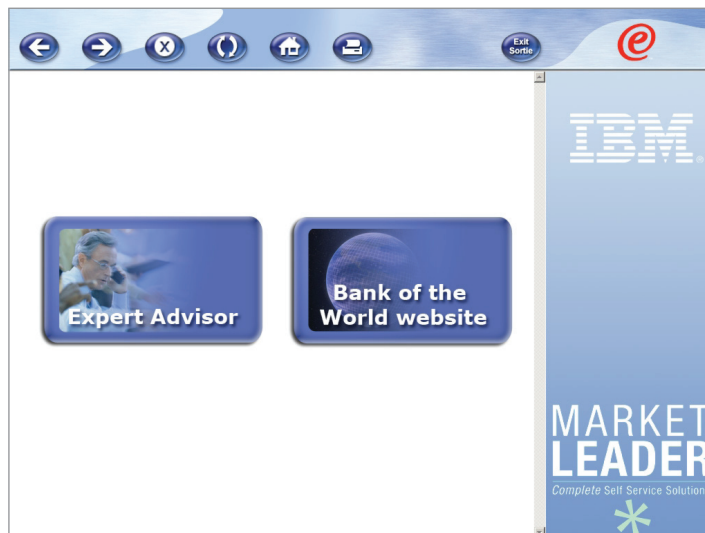 Exit
Sortie
e
IBM®
Expert Advisor
Bank of the
World website
MARKET
LEADER
Complete Self Service Solution